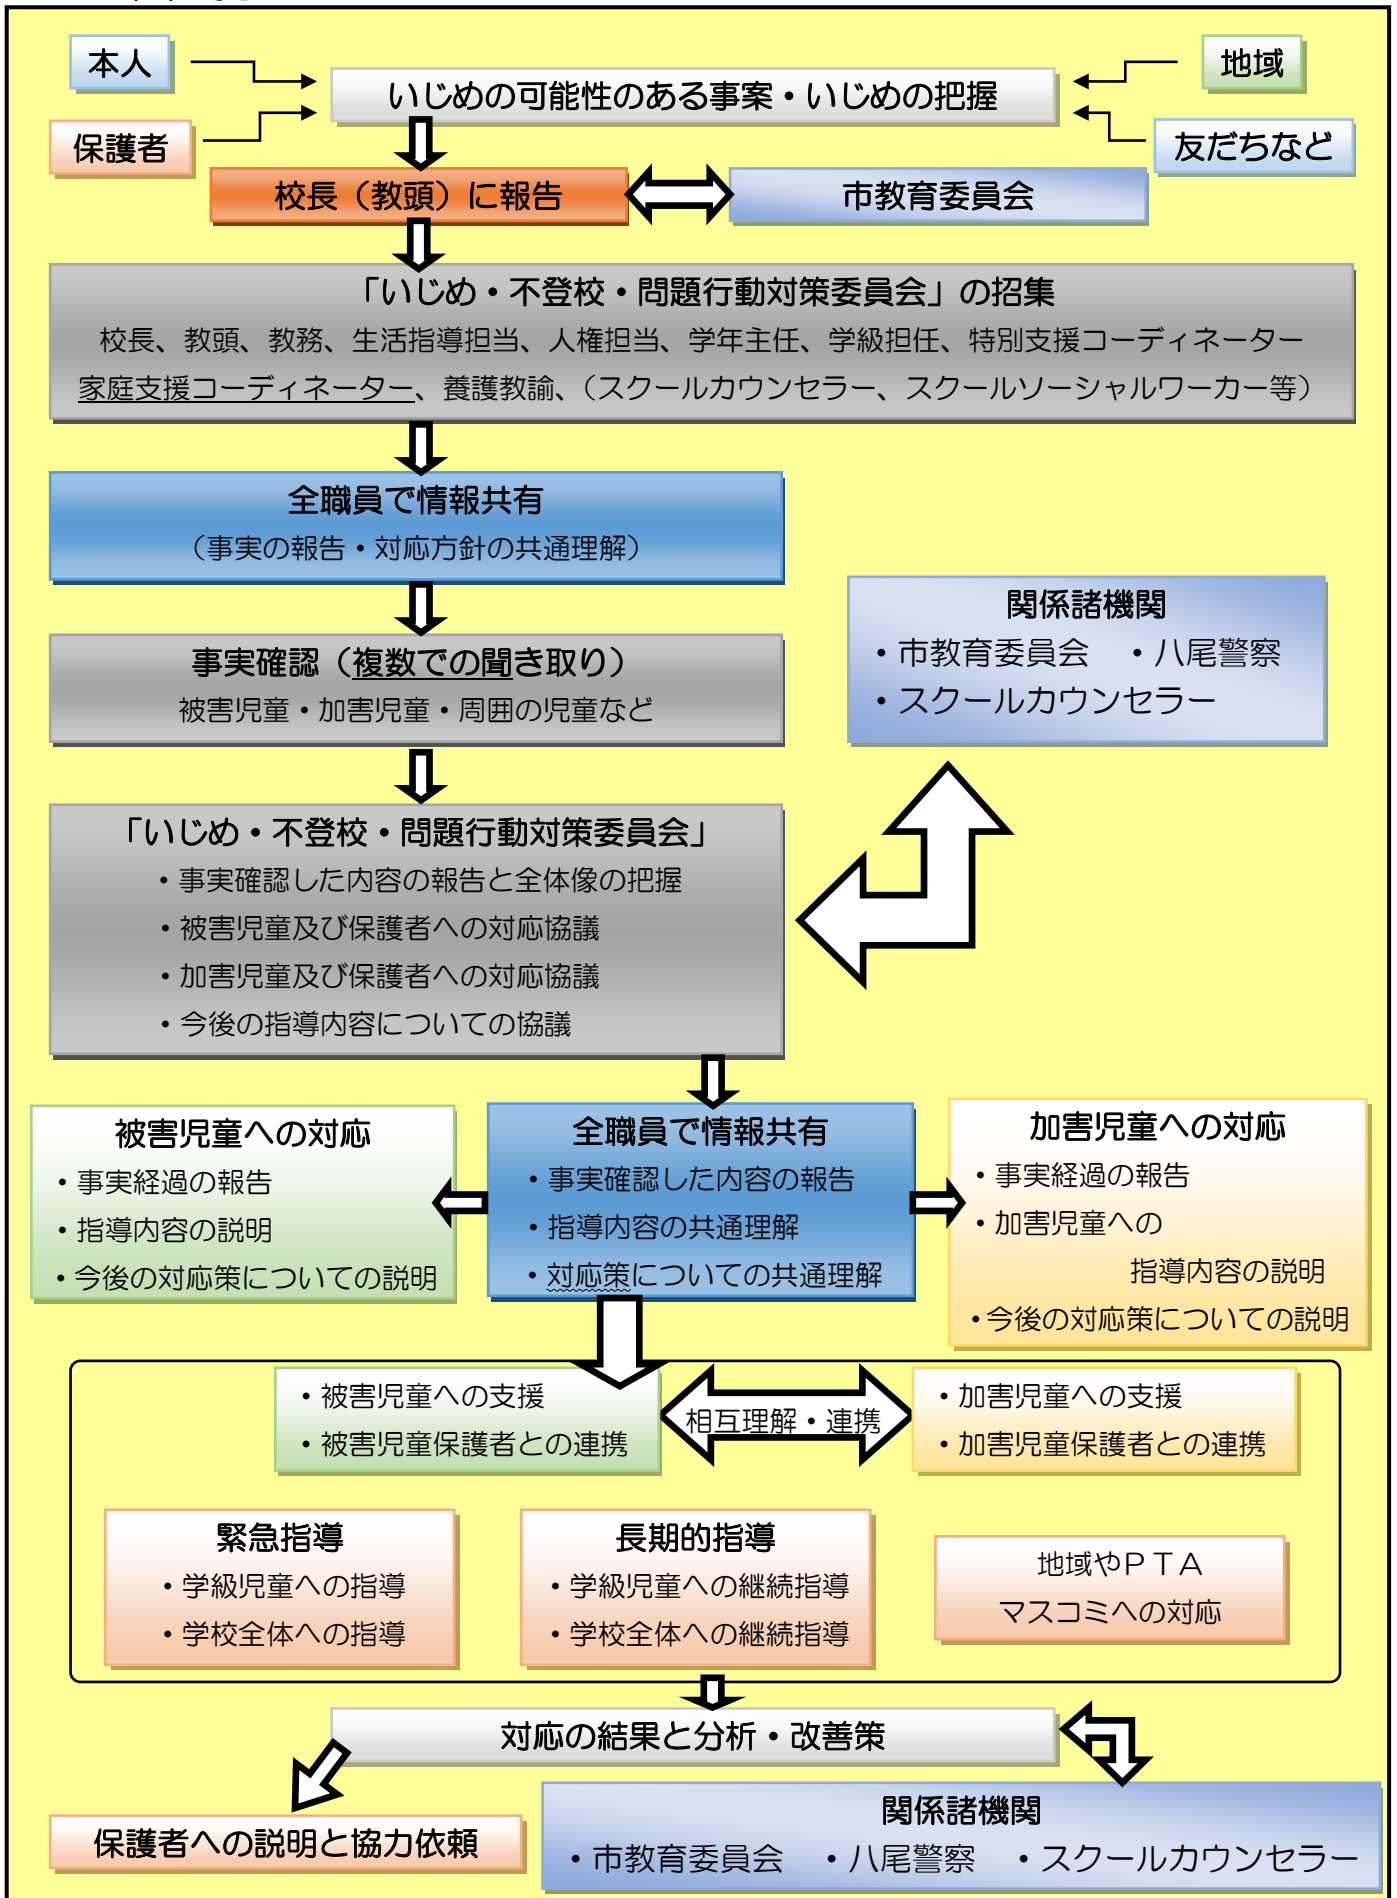 本人
地域
いじめの可能性のある事案・いじめの把握
保護者
友だちなど
校長（教頭）に報告
市教育委員会
「いじめ・不登校・問題行動対策委員会」の招集
校長、教頭、教務、生活指導担当、人権担当、学年主任、学級担任、特別支援コーディネーター
家庭支援コーディネーター、養護教諭、（スクールカウンセラー、スクールソーシャルワーカー等）
全職員で情報共有
（事実の報告・対応方針の共通理解）
関係諸機関
・市教育委員会　・八尾警察
・スクールカウンセラー
事実確認（複数での聞き取り）
被害児童・加害児童・周囲の児童など
「いじめ・不登校・問題行動対策委員会」
・事実確認した内容の報告と全体像の把握
・被害児童及び保護者への対応協議
・加害児童及び保護者への対応協議
・今後の指導内容についての協議
被害児童への対応
・事実経過の報告
・指導内容の説明
・今後の対応策についての説明
全職員で情報共有
・事実確認した内容の報告
・指導内容の共通理解
・対応策についての共通理解
加害児童への対応
・事実経過の報告
・加害児童への
指導内容の説明
・今後の対応策についての説明
・被害児童への支援
・被害児童保護者との連携
相互理解・連携
・加害児童への支援
・加害児童保護者との連携
緊急指導
・学級児童への指導
・学校全体への指導
長期的指導
・学級児童への継続指導
・学校全体への継続指導
地域やＰＴＡ
マスコミへの対応
対応の結果と分析・改善策
保護者への説明と協力依頼
関係諸機関
・市教育委員会　・八尾警察　・スクールカウンセラー